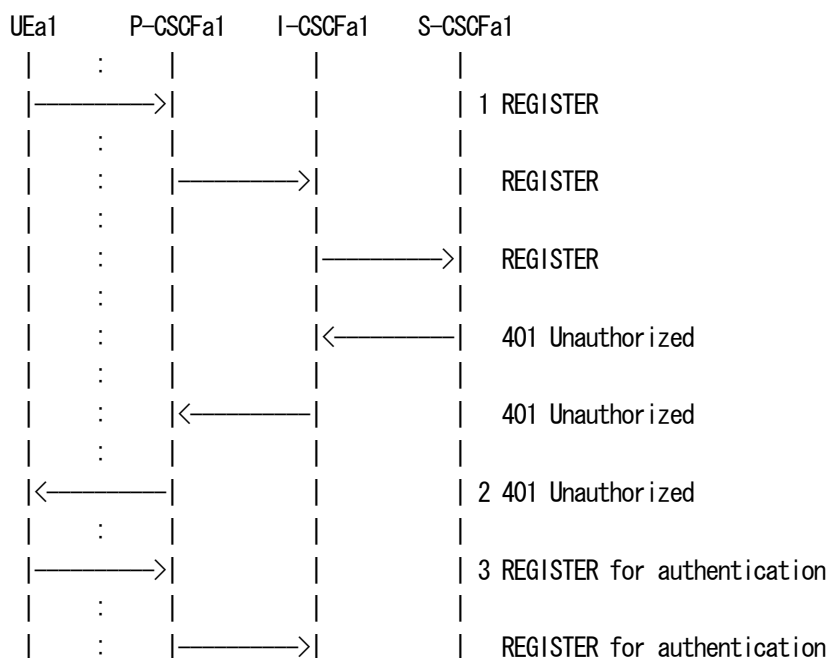 UEa1 P-CSCFa1 I-CSCFa1 S-CSCFa1
| : | | |
|---------->| | | 1 REGISTER
| : | | |
| : |---------->| | REGISTER
| : | | |
| : | |---------->| REGISTER
| : | | |
| : | |<----------| 401 Unauthorized
| : | | |
| : |<----------| | 401 Unauthorized
| : | | |
|<----------| | | 2 401 Unauthorized
| : | | |
|---------->| | | 3 REGISTER for authentication
| : | | |
| : |---------->| | REGISTER for authentication